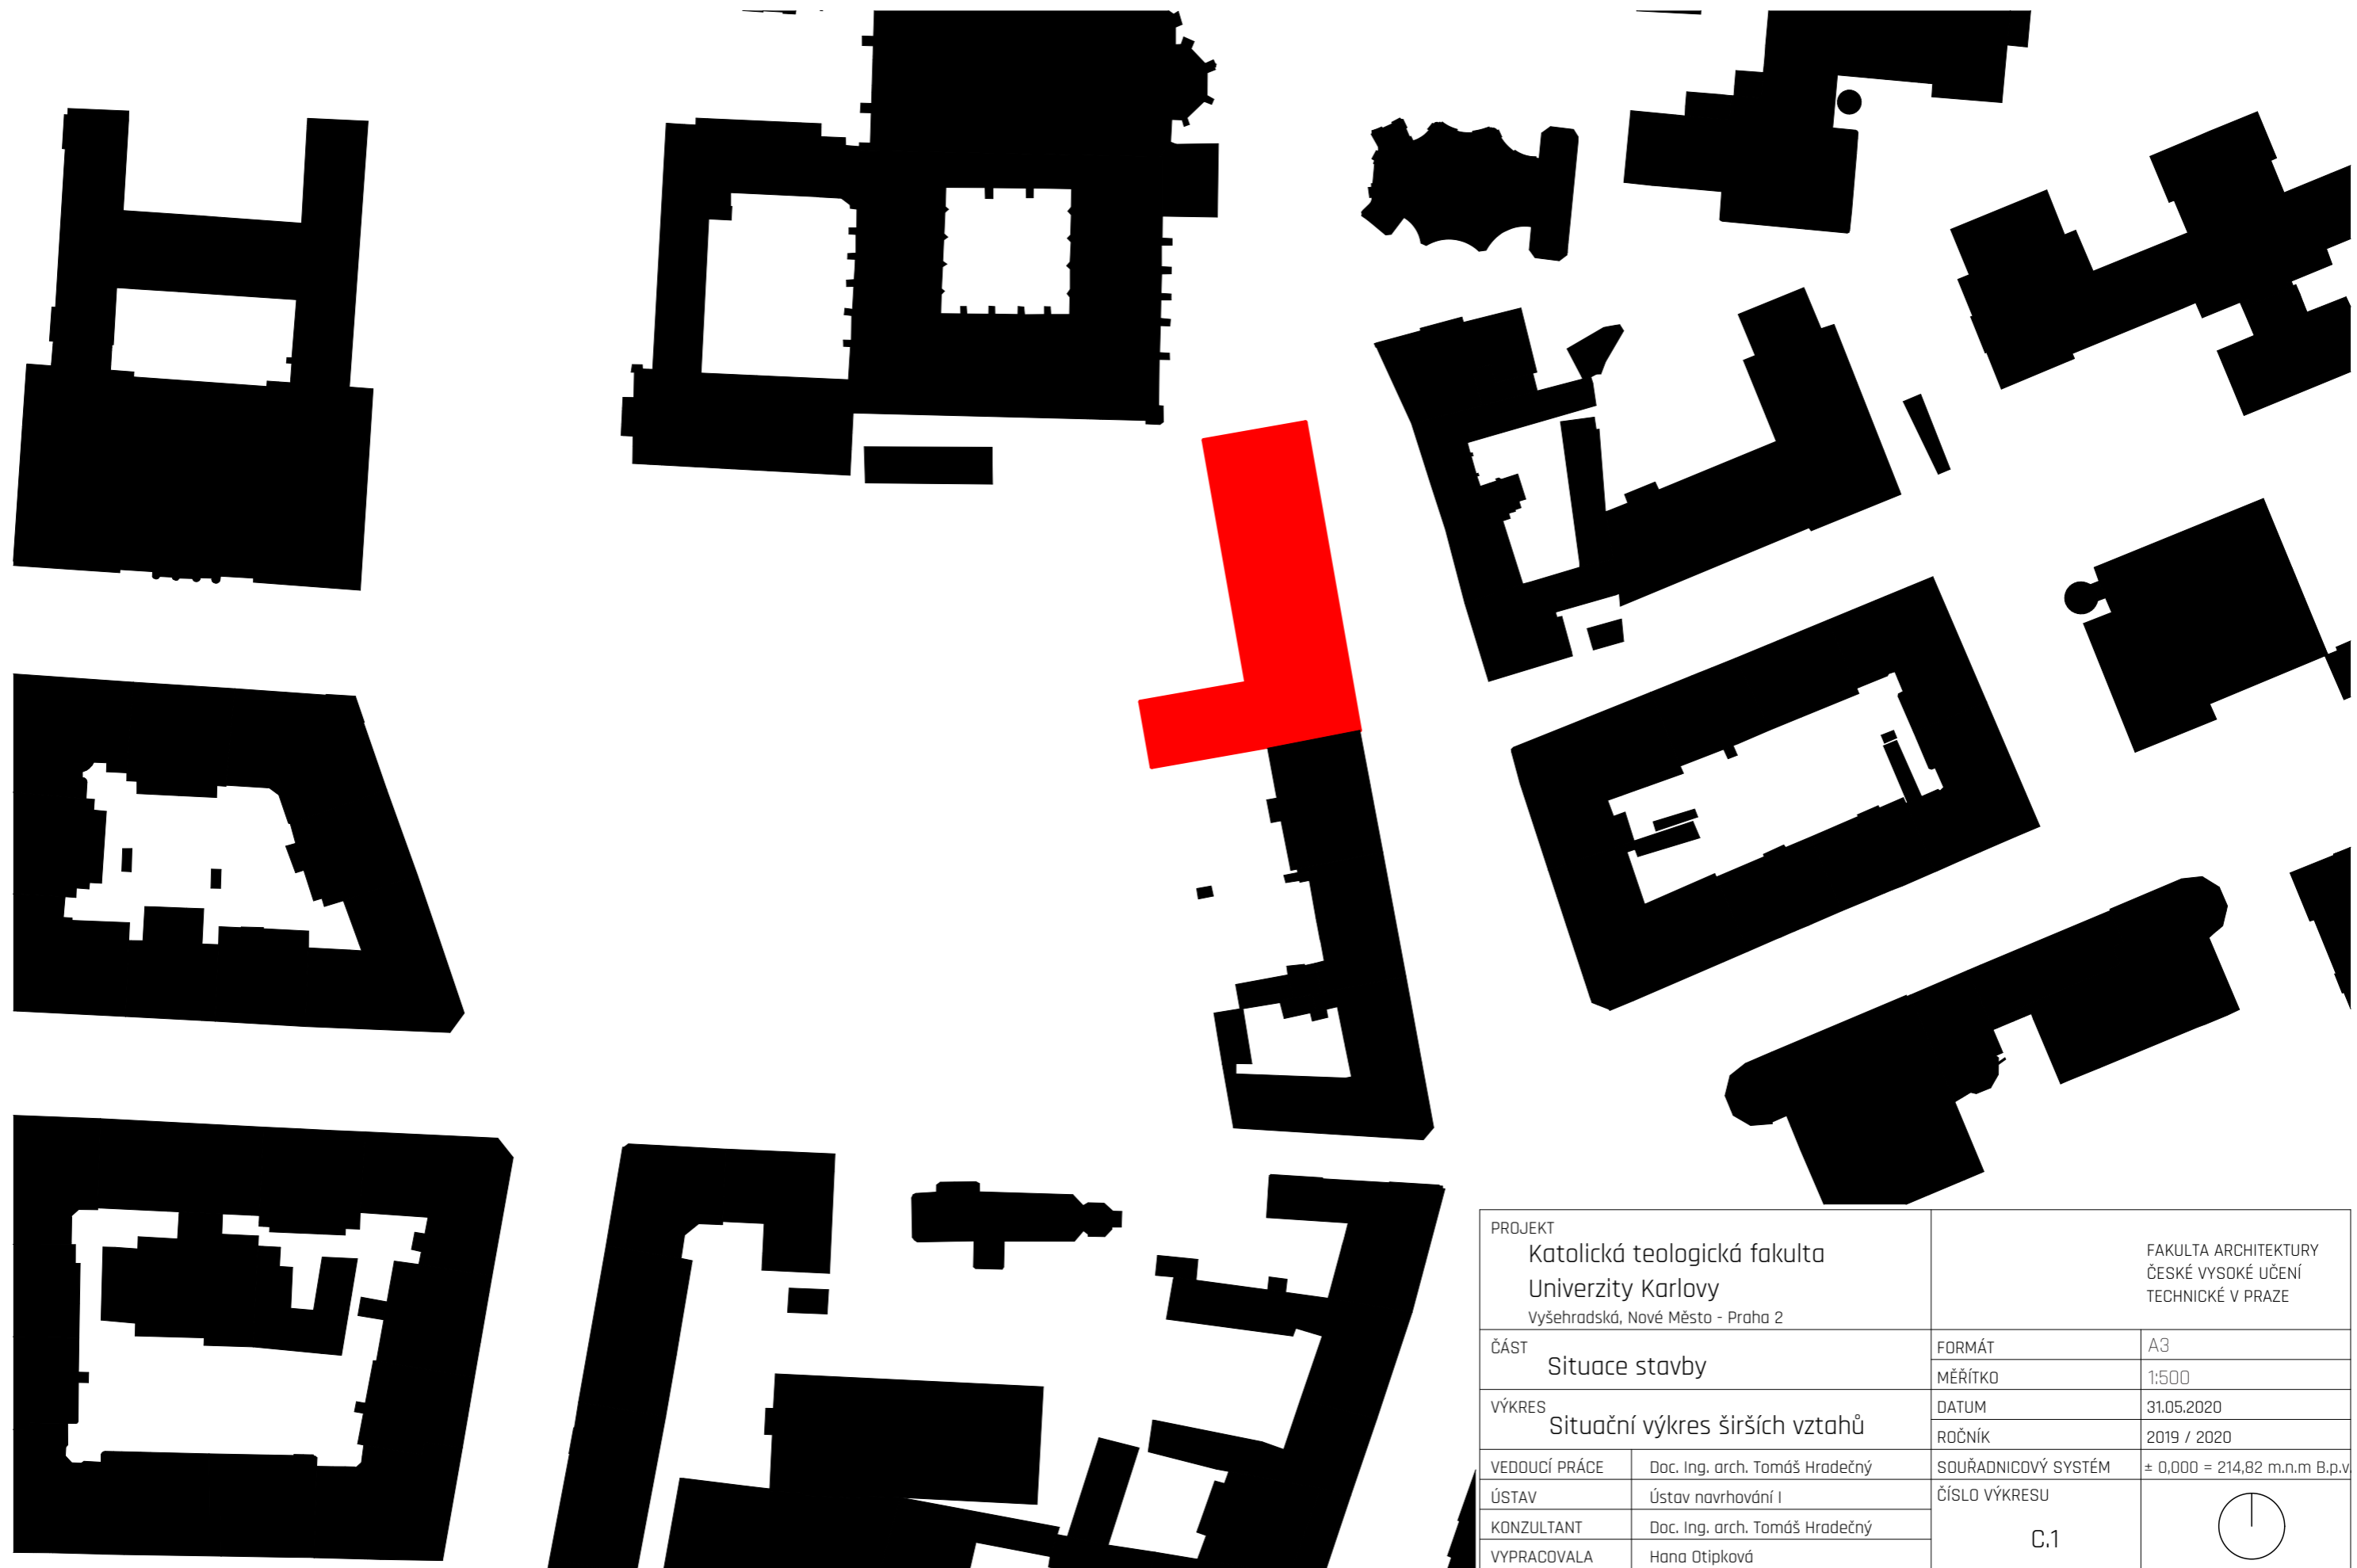 PROJEKT
Katolická teologická fakulta
Univerzity Karlovy
Vyšehradská, Nové Město - Praha 2
FAKULTA ARCHITEKTURY
ČESKÉ VYSOKÉ UČENÍ
TECHNICKÉ V PRAZE
ČÁST
Situace stavby
FORMÁT A3
MĚŘÍTKO 1:500
VÝKRES
Situační výkres širších vztahů
DATUM 31.05.2020
ROČNÍK 2019 / 2020
VEDOUCÍ PRÁCE Doc. Ing. arch. Tomáš Hradečný
SOUŘADNICOVÝ SYSTÉM ± 0,000 = 214,82 m.n.m B.p.v.
ÚSTAV Ústav navrhování I
ČÍSLO VÝKRESU
KONZULTANT Doc. Ing. arch. Tomáš Hradečný
C.1
VYPRACOVALA Hana Otipková